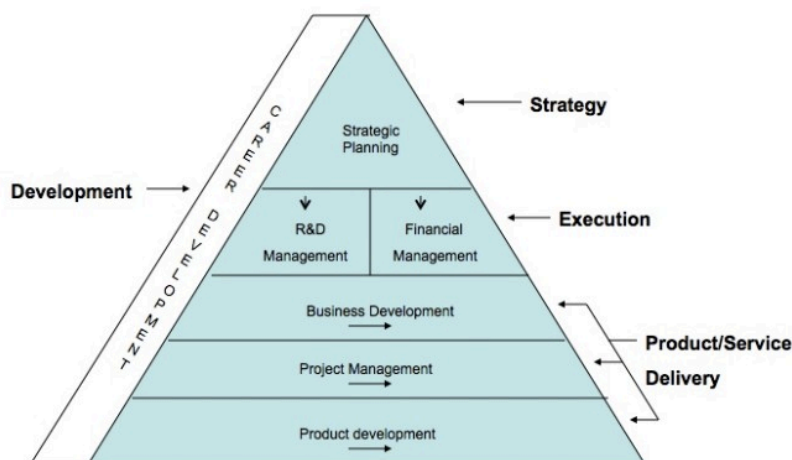 Strategy
Strategic
Planning
CAREER DEVELOPMENT
Development
Execution
R&D
Management
Financial
Management
Business Development
Product/Service
Delivery
Project Management
Product development